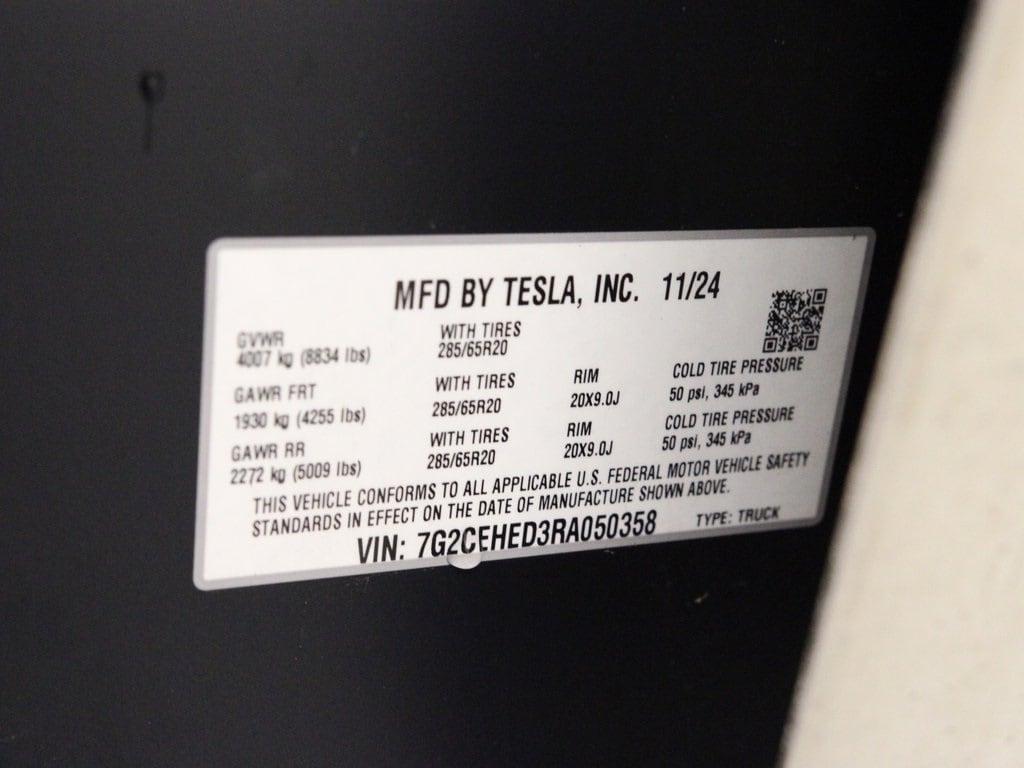 MFD BY TESLA, INC. 11/24
GVWR WITH TIRES
4007 kg (8834 lbs) 285/65R20
GAWR FRT WITH TIRES RIM COLD TIRE PRESSURE
1930 kg (4255 lbs) 285/65R20 20X9.0J 50 psi, 345 kPa
GAWR RR WITH TIRES RIM COLD TIRE PRESSURE
2272 kg (5009 lbs) 285/65R20 20X9.0J 50 psi, 345 kPa
THIS VEHICLE CONFORMS TO ALL APPLICABLE U.S. FEDERAL MOTOR VEHICLE SAFETY
STANDARDS IN EFFECT ON THE DATE OF MANUFACTURE SHOWN ABOVE.
VIN: 7G2CEHED3RA050358 TYPE: TRUCK